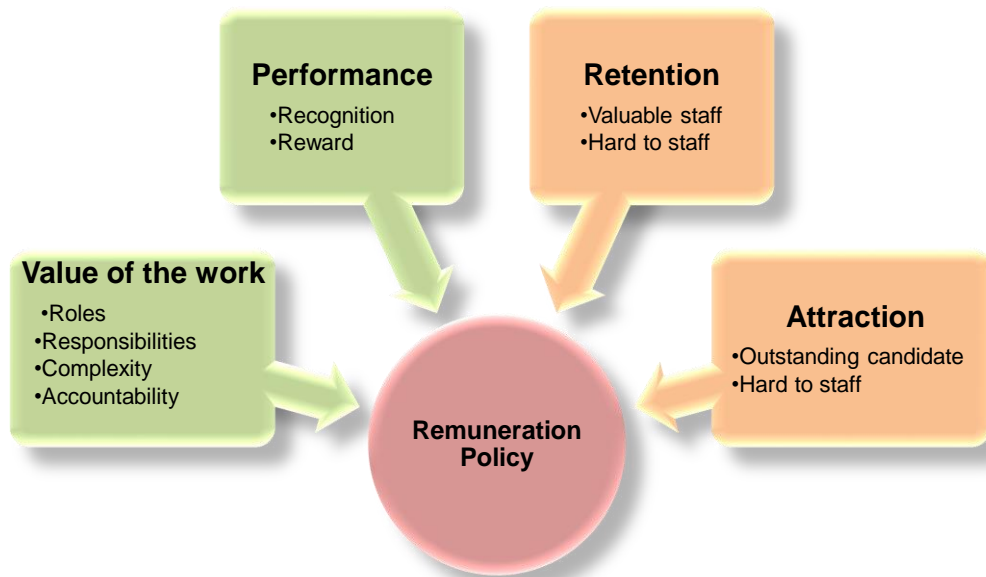 Performance
•Recognition
•Reward
Retention
•Valuable staff
•Hard to staff
Value of the work
•Roles
•Responsibilities
•Complexity
•Accountability
Attraction
•Outstanding candidate
•Hard to staff
Remuneration
Policy